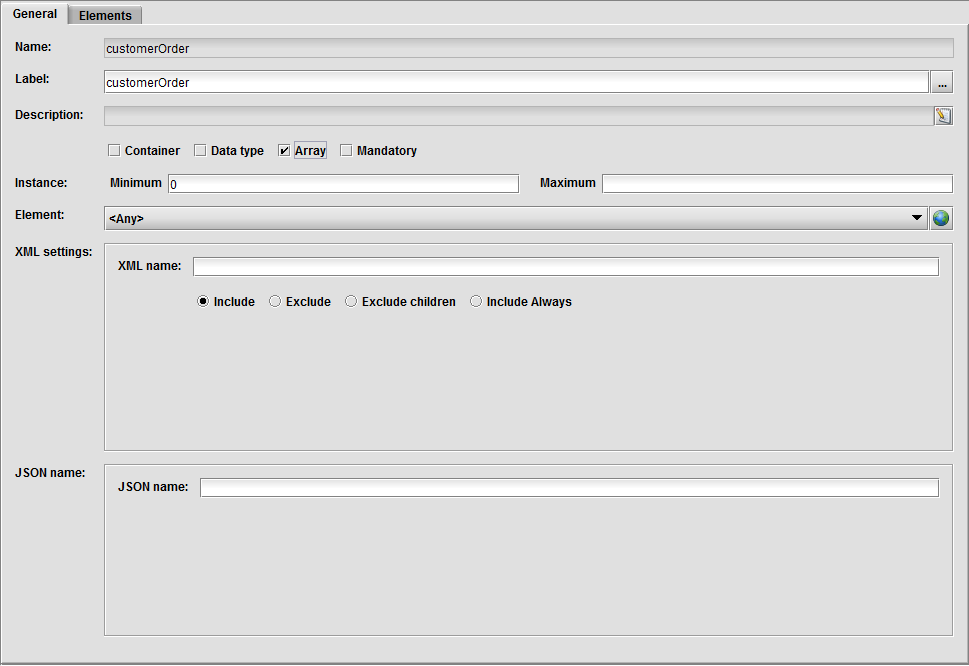 General Elements
Name: customerOrder
Label: customerOrder ...
Description:
Container Data type Array Mandatory
Instance: Minimum 0 Maximum
Element: <Any>
XML settings:
XML name:
Include Exclude Exclude children Include Always
JSON name:
JSON name: